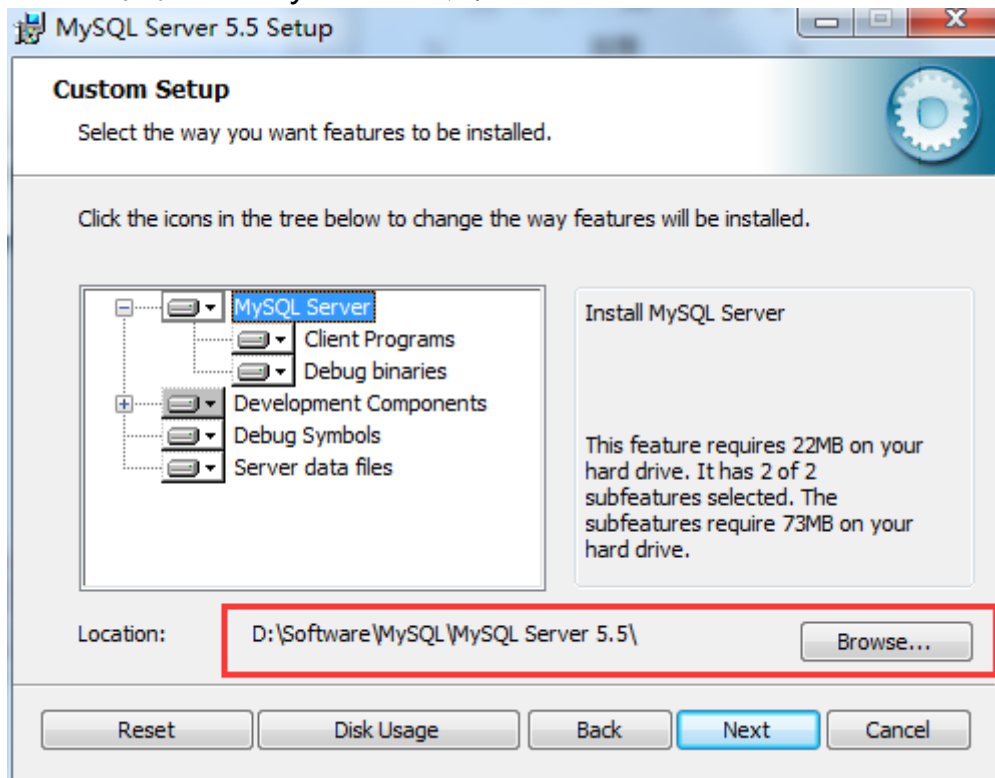 MySQL Server 5.5 Setup
Custom Setup
Select the way you want features to be installed.
Click the icons in the tree below to change the way features will be installed.
MySQL Server
Client Programs
Debug binaries
Development Components
Debug Symbols
Server data files
Install MySQL Server
This feature requires 22MB on your
hard drive. It has 2 of 2
subfeatures selected. The
subfeatures require 73MB on your
hard drive.
Location:
D:\Software\MySQL\MySQL Server 5.5\
Browse...
Reset
Disk Usage
Back
Next
Cancel